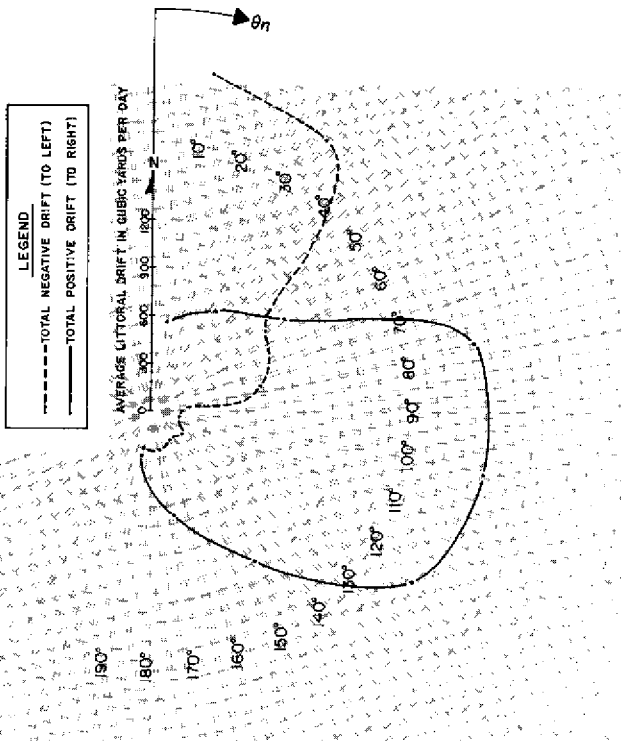 LEGEND
TOTAL NEGATIVE DRIFT (TO LEFT)
TOTAL POSITIVE DRIFT (TO RIGHT)
AVERAGE LITTORAL DRIFT IN CUBIC YARDS PER DAY
0 300 600 900 1200
N
θn
10°
20°
30°
40°
50°
60°
70°
80°
90°
100°
110°
120°
130°
40°
150°
160°
170°
180°
190°